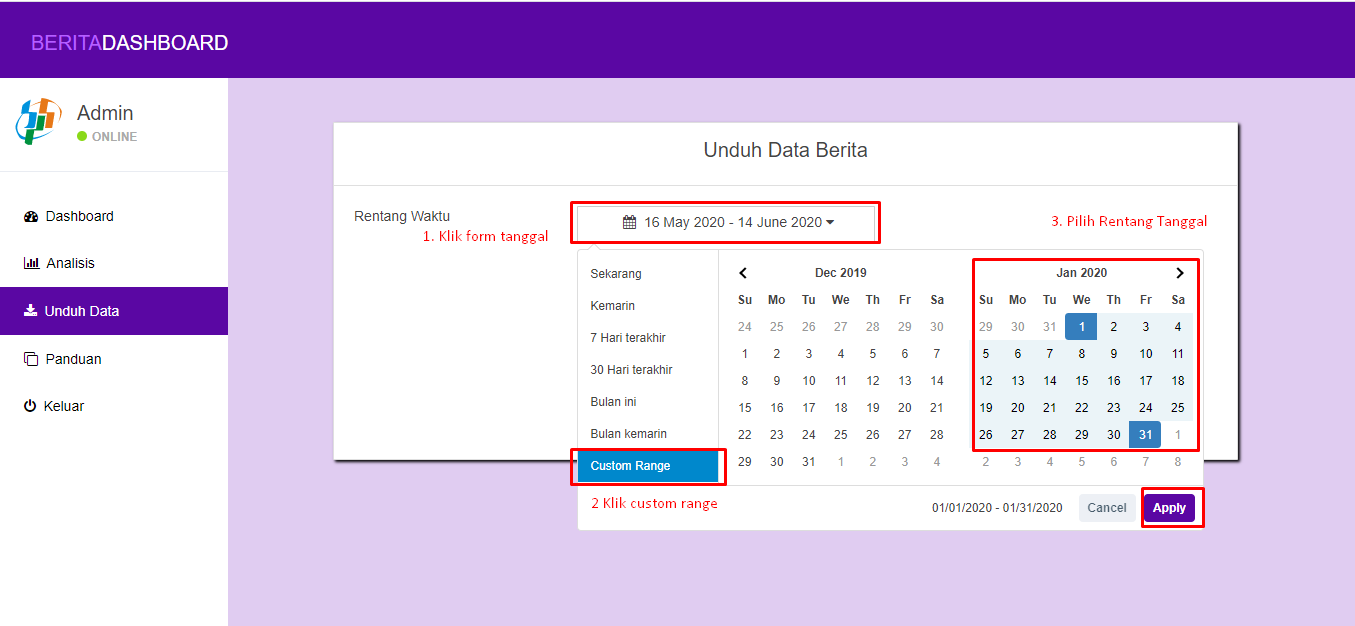 BERITADASHBOARD
Admin
ONLINE
Dashboard
Analisis
Unduh Data
Panduan
Keluar
Unduh Data Berita
Rentang Waktu
1. Klik form tanggal
16 May 2020 - 14 June 2020
3. Pilih Rentang Tanggal
Sekarang
Kemarin
7 Hari terakhir
30 Hari terakhir
Bulan ini
Bulan kemarin
Custom Range
2 Klik custom range
Dec 2019
Su Mo Tu We Th Fr Sa
24 25 26 27 28 29 30
1 2 3 4 5 6 7
8 9 10 11 12 13 14
15 16 17 18 19 20 21
22 23 24 25 26 27 28
29 30 31 1 2 3 4
Jan 2020
Su Mo Tu We Th Fr Sa
29 30 31 1 2 3 4
5 6 7 8 9 10 11
12 13 14 15 16 17 18
19 20 21 22 23 24 25
26 27 28 29 30 31 1
2 3 4 5 6 7 8
01/01/2020 - 01/31/2020
Cancel
Apply